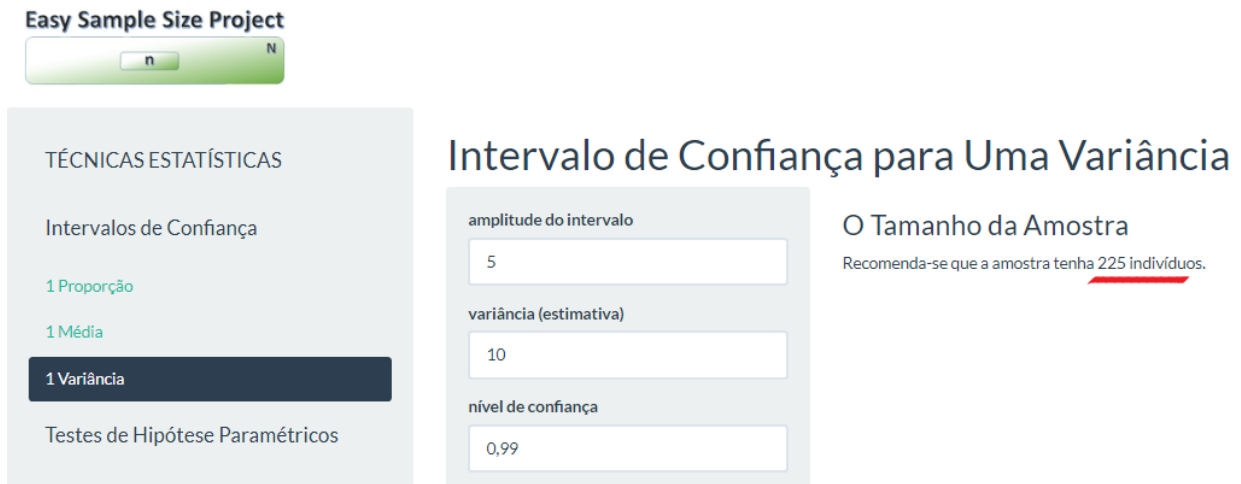 Easy Sample Size Project
n
N
TÉCNICAS ESTATÍSTICAS
Intervalos de Confiança
1 Proporção
1 Média
1 Variância
Testes de Hipótese Paramétricos
Intervalo de Confiança para Uma Variância
amplitude do intervalo
5
variância (estimativa)
10
nível de confiança
0,99
O Tamanho da Amostra
Recomenda-se que a amostra tenha 225 indivíduos.